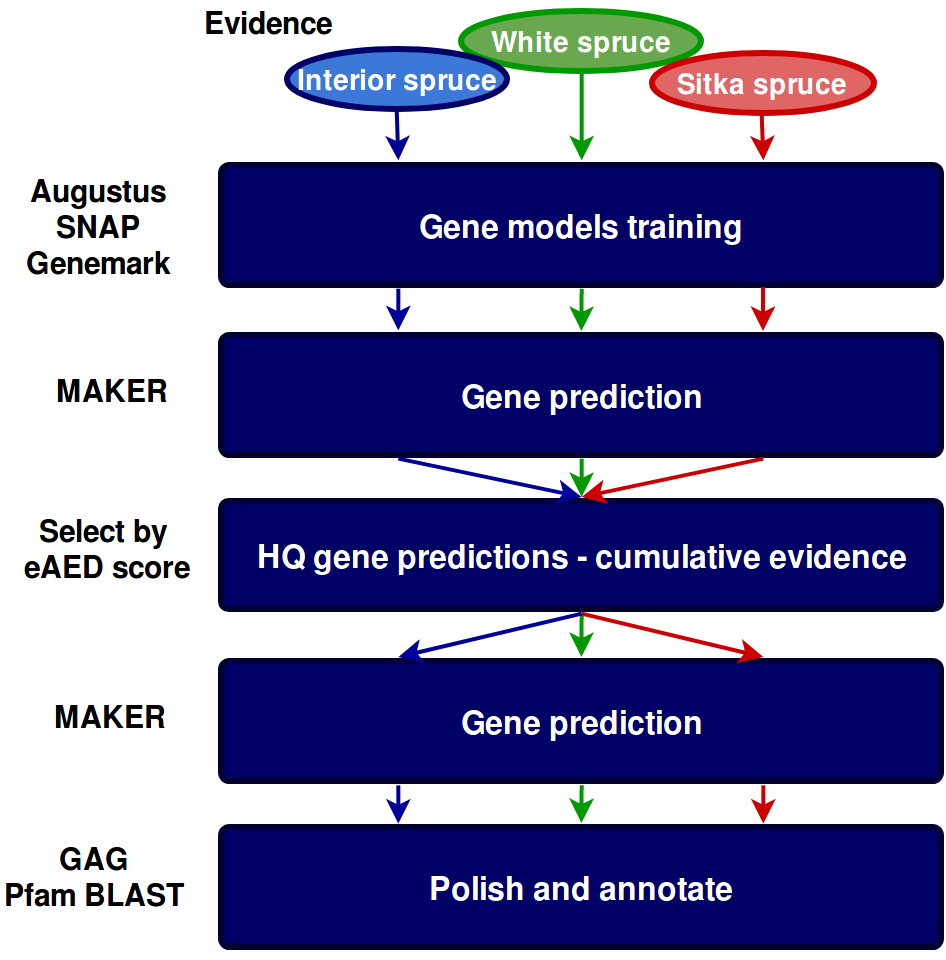 Evidence
White spruce
Interior spruce
Sitka spruce
Augustus
SNAP
Genemark
Gene models training
MAKER
Gene prediction
Select by
eAED score
HQ gene predictions - cumulative evidence
MAKER
Gene prediction
GAG
Pfam BLAST
Polish and annotate